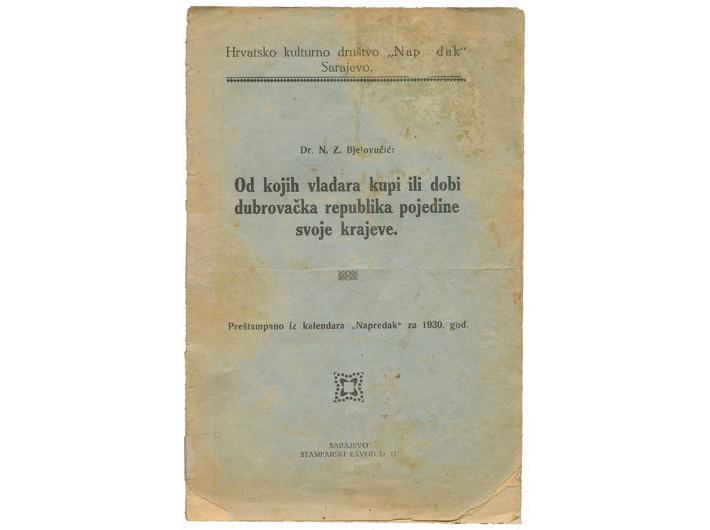 Hrvatsko kulturno društvo „Nap dak“
Sarajevo.
Dr. N. Z. Bjelovučić:
Od kojih vladara kupi ili dobi
dubrovačka republika pojedine
svoje krajeve.
Preštampano iz kalendara „Napredak“ za 1930. god.
SARAJEVO
ŠTAMPARSKI ZAVOD D. D.